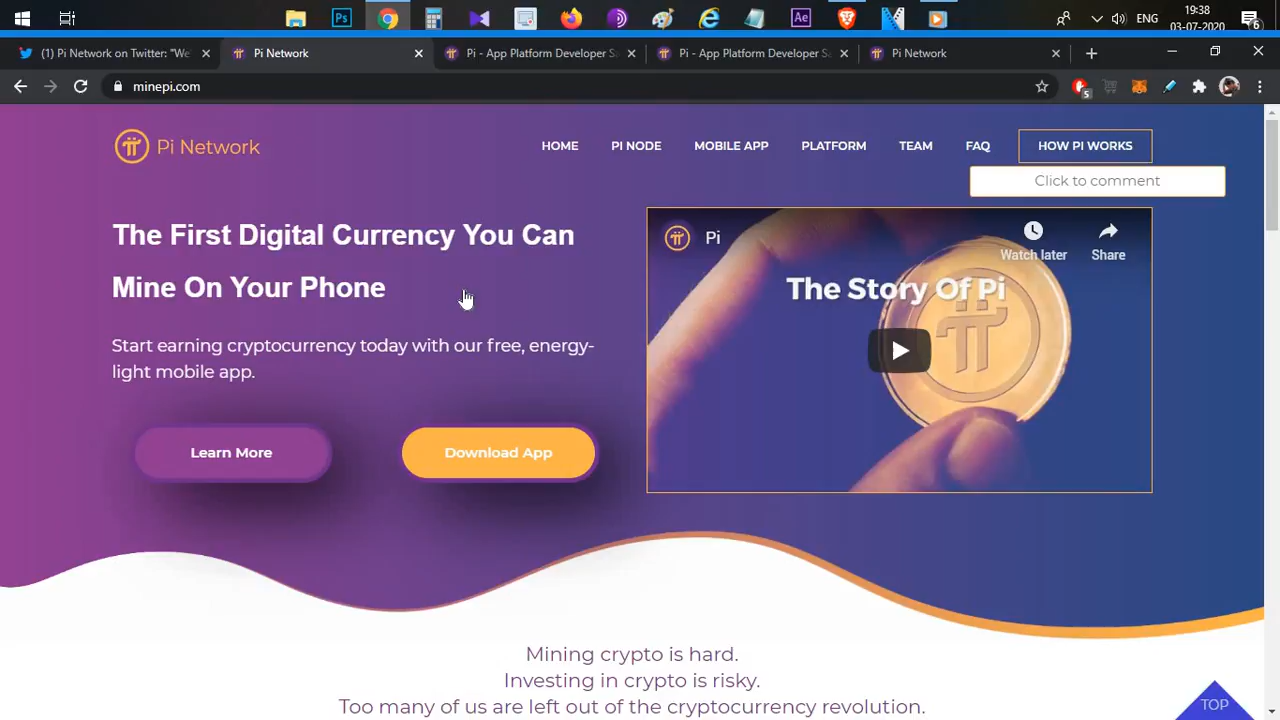 19:38
ENG
03-07-2020
6
(1) Pi Network on Twitter: "We
Pi Network
Pi - App Platform Developer S
Pi - App Platform Developer S
Pi Network
minepi.com
5
Pi Network
HOME
PI NODE
MOBILE APP
PLATFORM
TEAM
FAQ
HOW PI WORKS
Click to comment
The First Digital Currency You Can
Mine On Your Phone
Start earning cryptocurrency today with our free, energy-
light mobile app.
Learn More
Download App
Pi
Watch later
Share
The Story Of Pi
Mining crypto is hard.
Investing in crypto is risky.
Too many of us are left out of the cryptocurrency revolution.
TOP